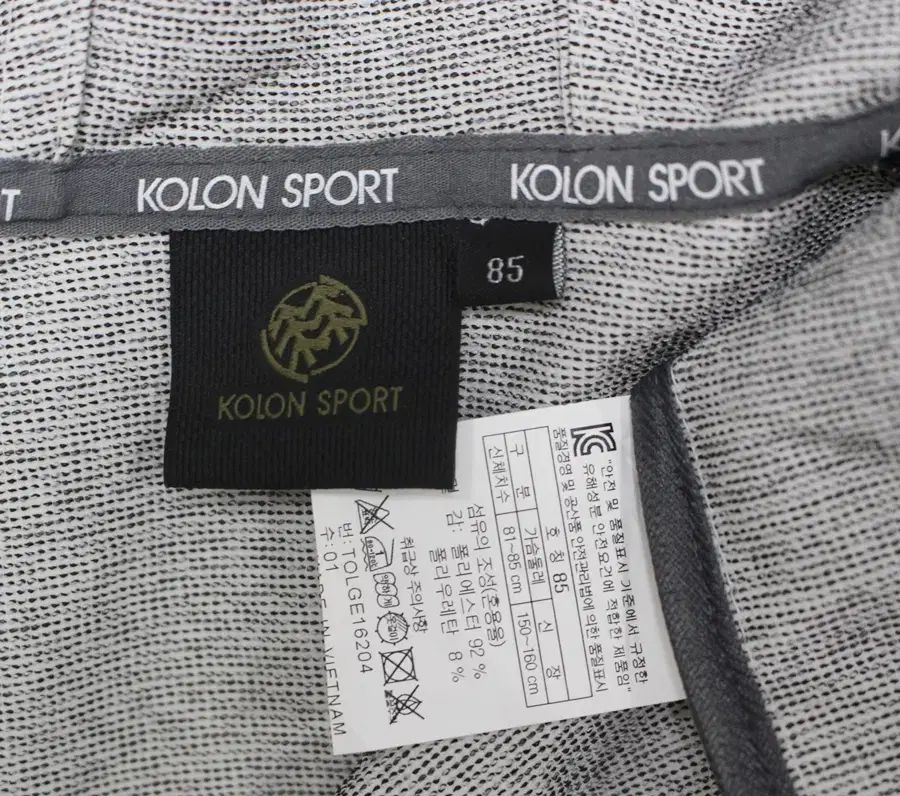 KOLON SPORT
KOLON SPORT
85
KOLON SPORT
"안전 및 품질표시 기준에서 규정한
유해성분 안전요건에 적합한 제품임
품질경영 및 공산품 안전관리법에 의한 품질표시
호 칭 85
구 분 가슴둘레 신 장
신체치수 81~85 cm 150~160 cm
섬유의 조성(혼용율)
감: 폴리에스터 92 %
폴리우레탄 8 %
취급상 주의사항
번: TOLGE16204
수: 01
IN VIETNAM